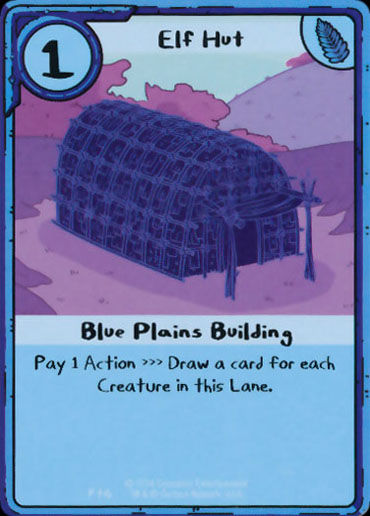 1
Elf Hut
Blue Plains Building
Pay 1 Action >>> Draw a card for each
Creature in this Lane.